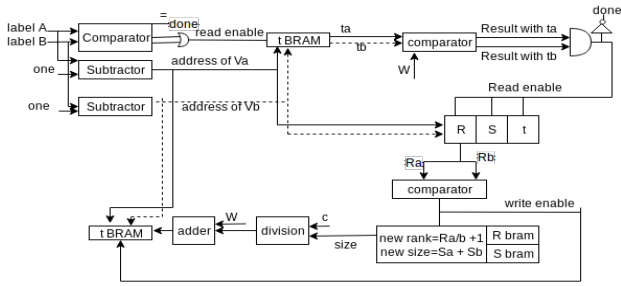 label A
label B
Comparator
=
done
read enable
t BRAM
ta
tb
comparator
W
Result with ta
Result with tb
done
one
Subtractor
address of Va
one
Subtractor
address of Vb
Read enable
R S t
Ra
Rb
comparator
write enable
t BRAM
adder
W
division
c
size
new rank=Ra/b +1
new size=Sa + Sb
R bram
S bram